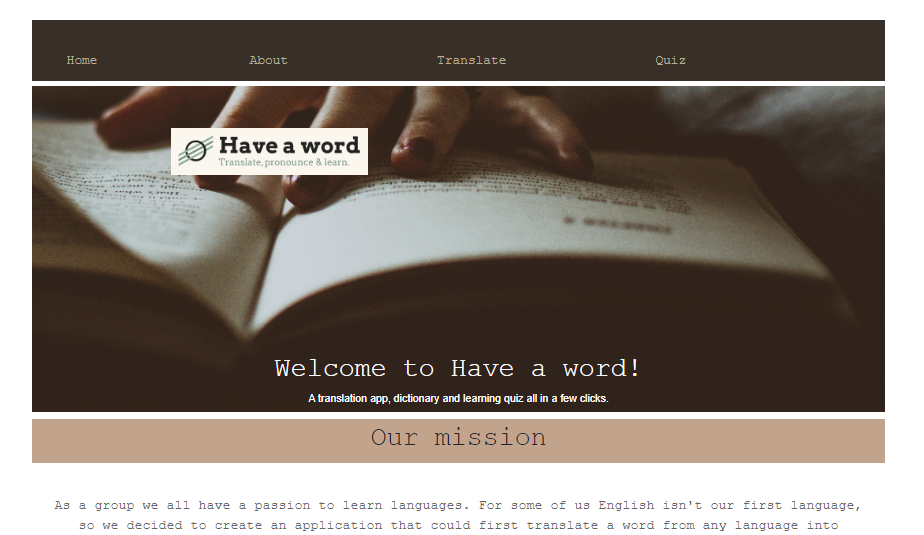 Home About Translate Quiz
Have a word
Translate, pronounce & learn.
Welcome to Have a word!
A translation app, dictionary and learning quiz all in a few clicks.
Our mission
As a group we all have a passion to learn languages. For some of us English isn't our first language,
so we decided to create an application that could first translate a word from any language into